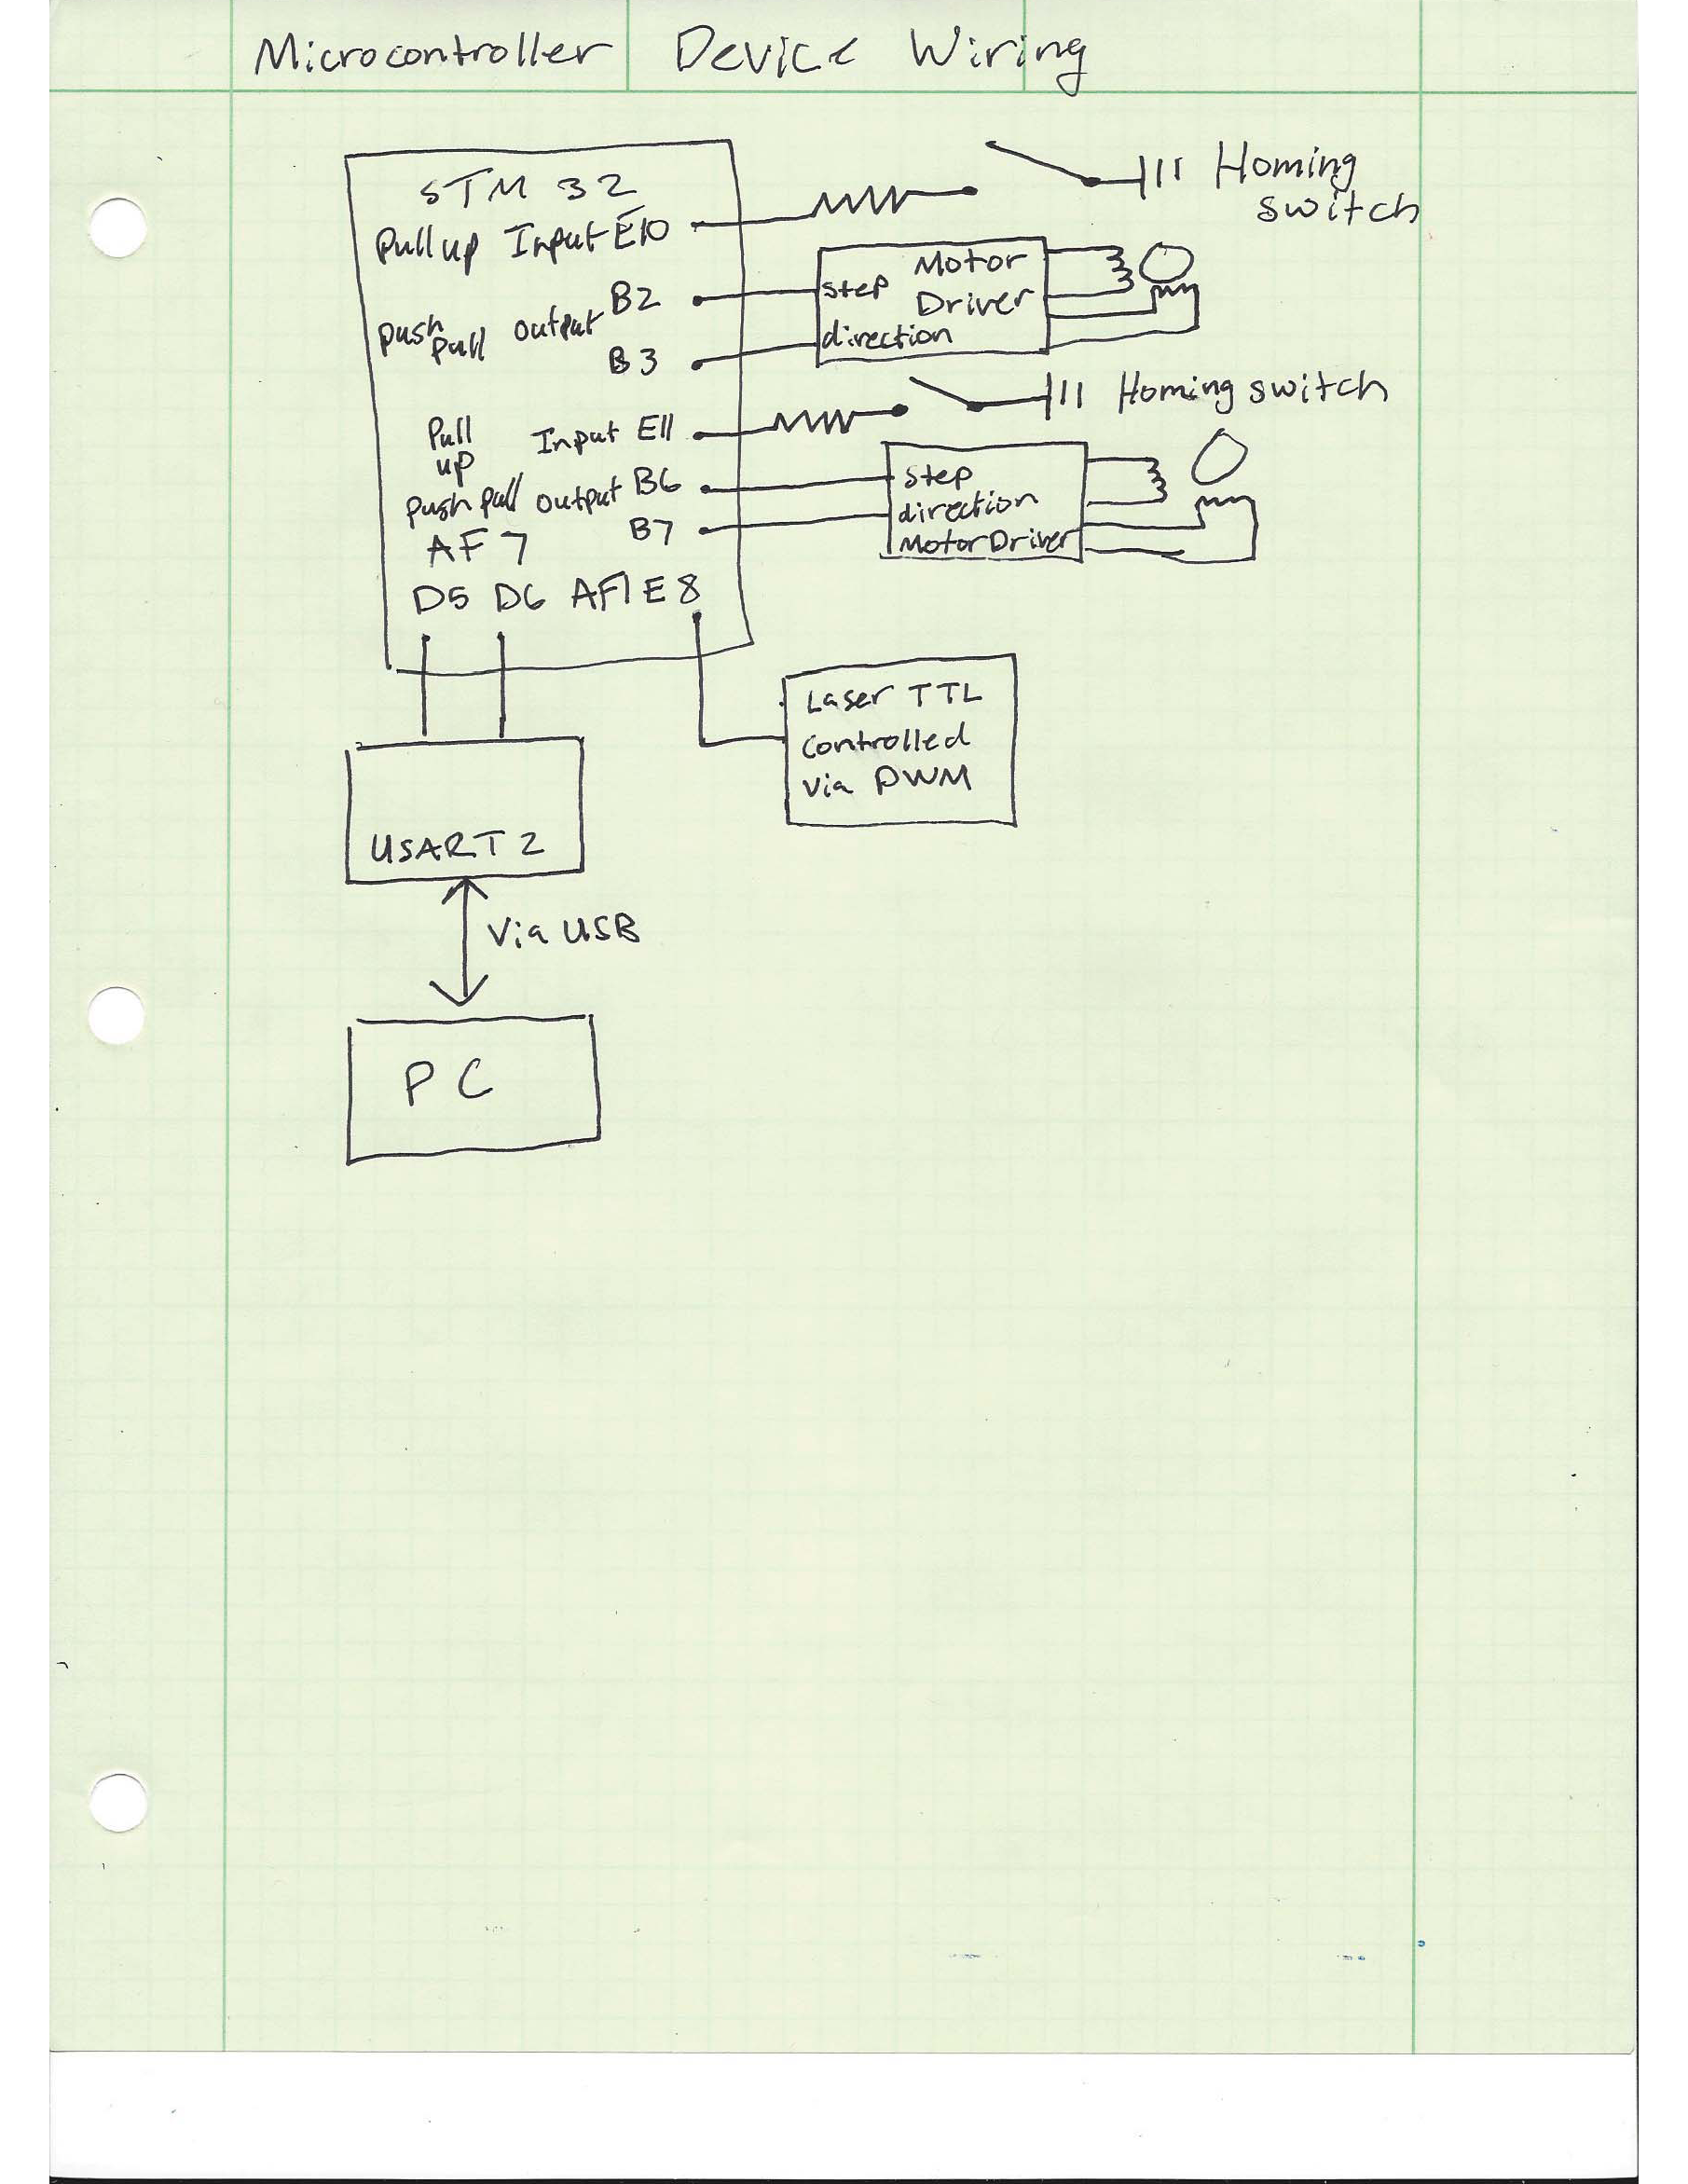 Microcontroller Device Wiring
STM 32
Pull up Input E10
Homing
switch
push pull output B2
B3
step Motor
Driver
direction
Pull up Input E11
Homing switch
push pull output B6
B7
step
direction
Motor Driver
AF 7
D5 D6 AF1 E8
Laser TTL
controlled
via PWM
USART 2
Via USB
PC